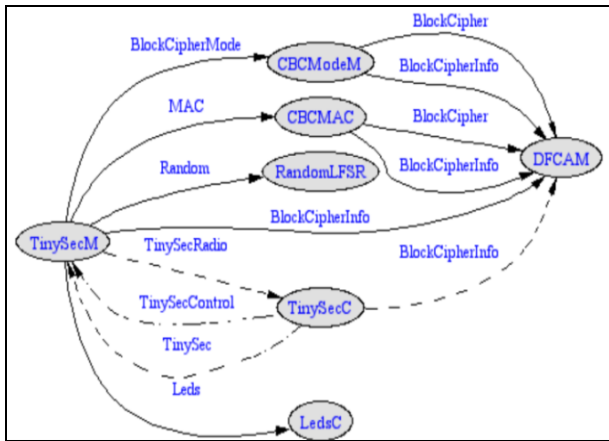 BlockCipher
BlockCipherMode
CBCModeM
BlockCipherInfo
MAC
CBCMAC
BlockCipher
Random
RandomLFSR
BlockCipherInfo
DFCAM
BlockCipherInfo
TinySecM
TinySecRadio
BlockCipherInfo
TinySecControl
TinySecC
TinySec
Leds
LedsC